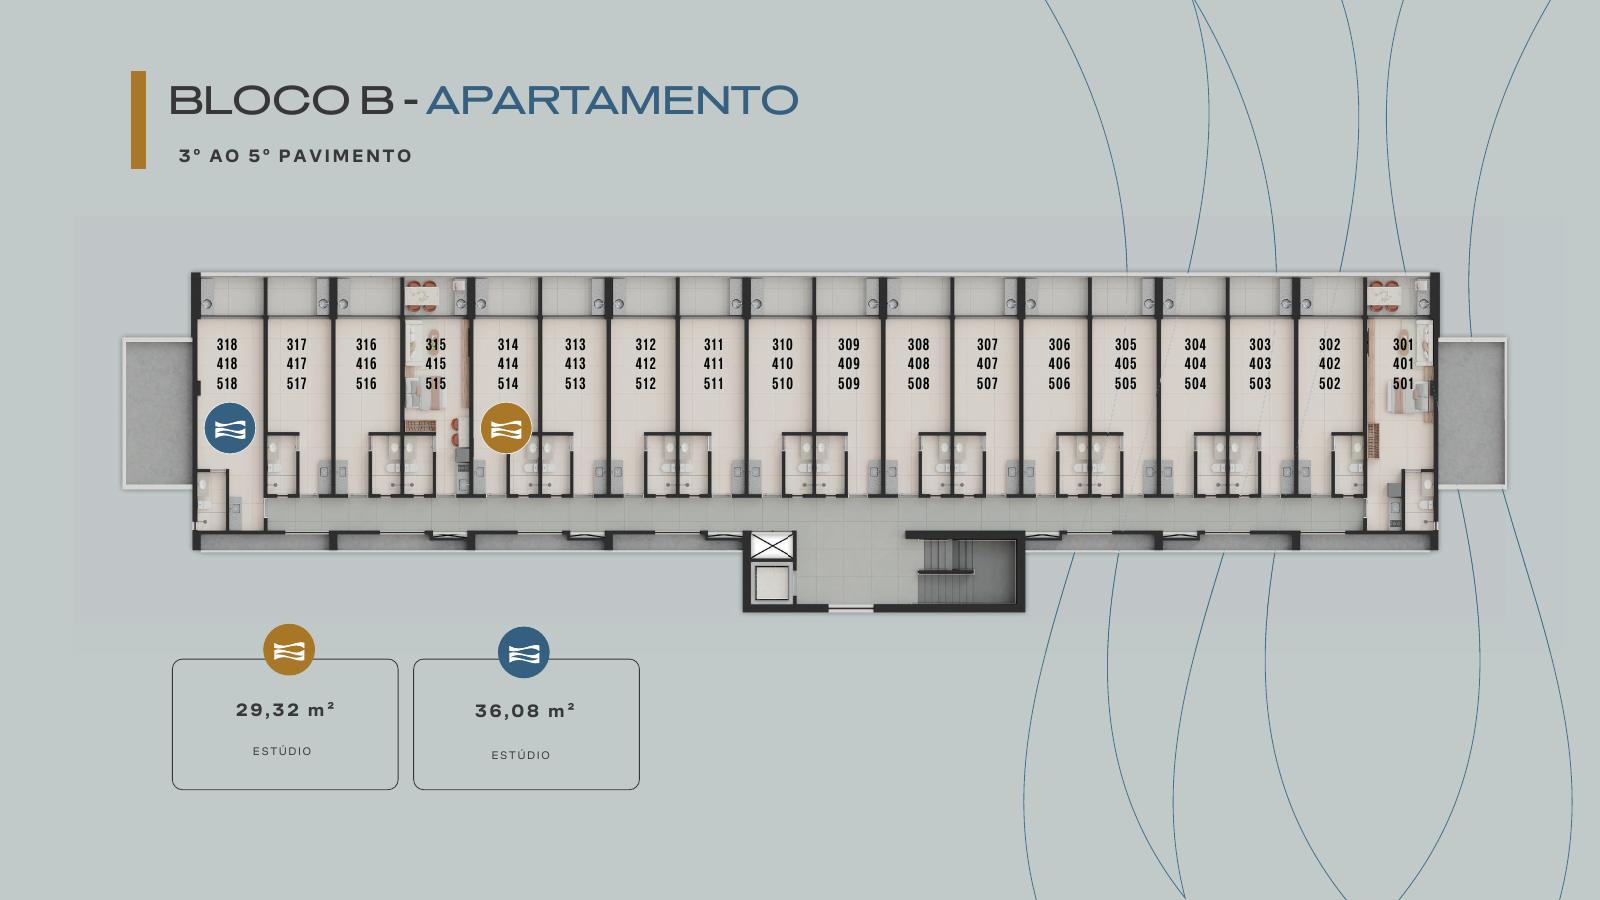 BLOCO B - APARTAMENTO
3º AO 5º PAVIMENTO
318 317 316 315 314 313 312 311 310 309 308 307 306 305 304 303 302 301
418 417 416 415 414 413 412 411 410 409 408 407 406 405 404 403 402 401
518 517 516 515 514 513 512 511 510 509 508 507 506 505 504 503 502 501
29,32 m²
ESTÚDIO
36,08 m²
ESTÚDIO